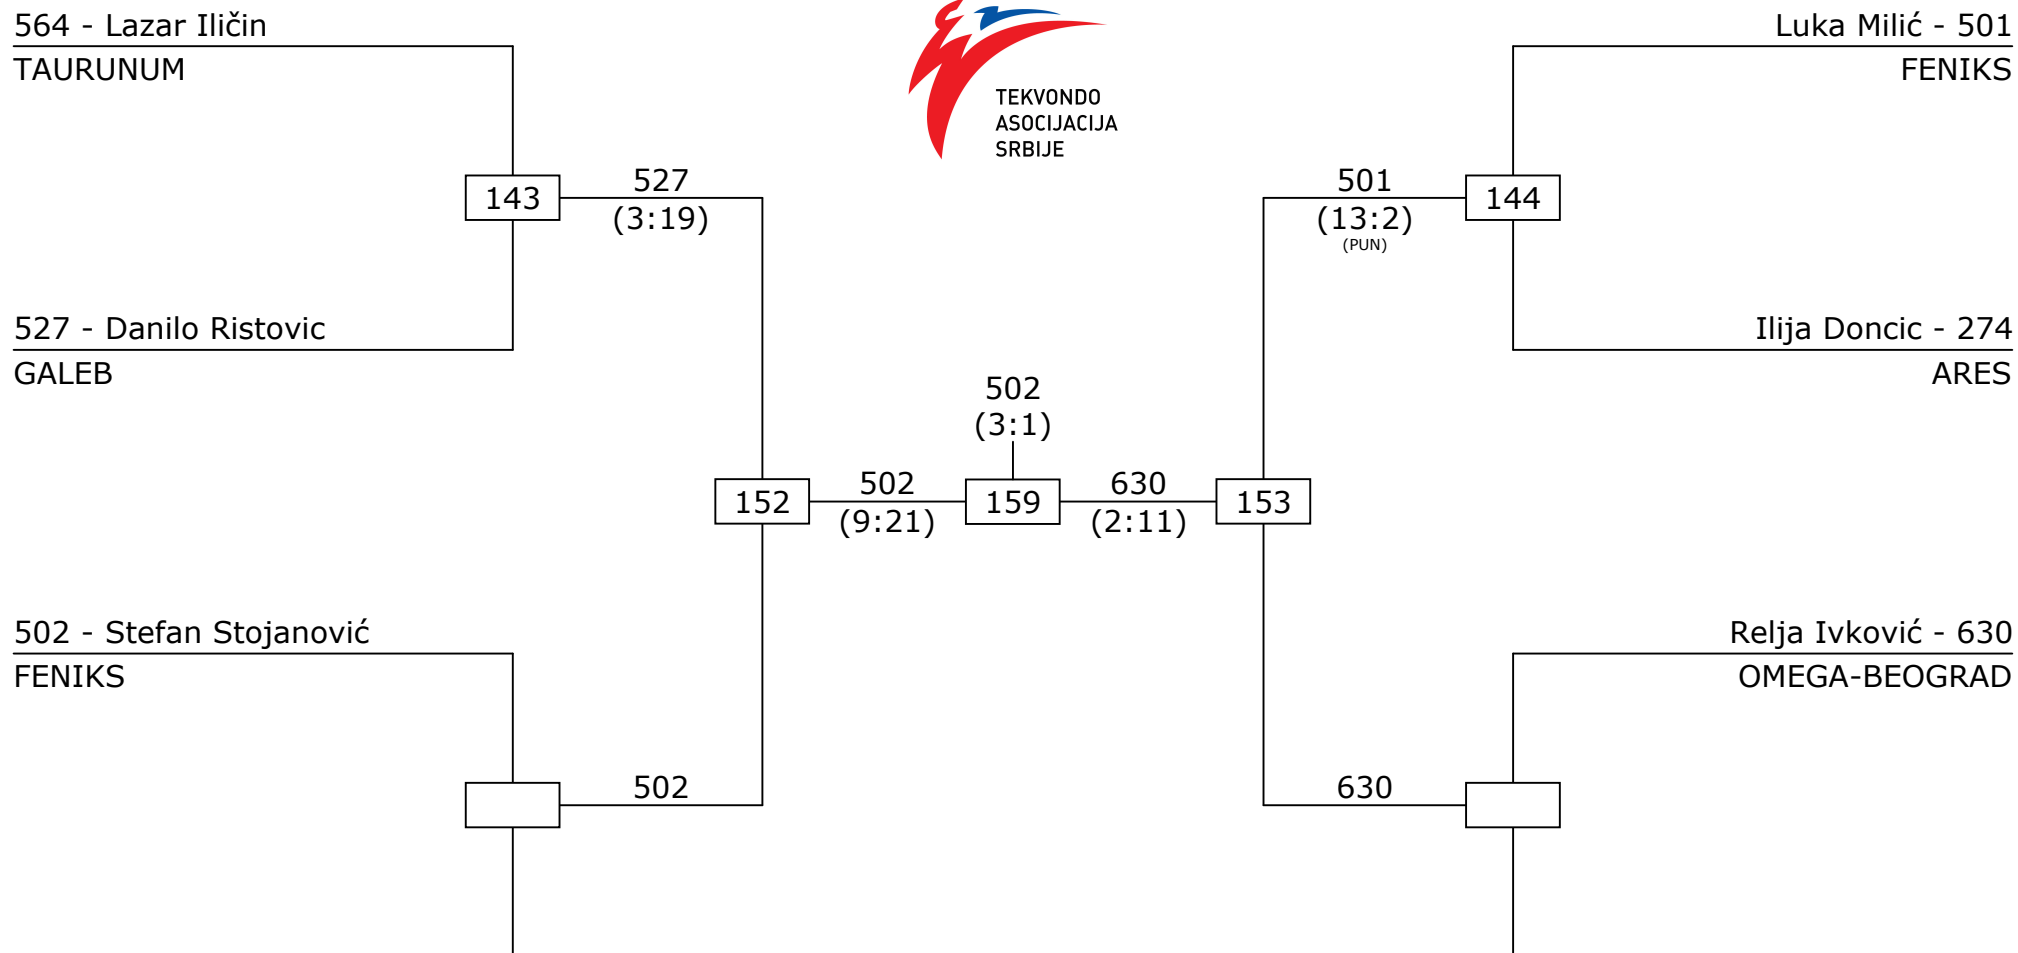 564 - Lazar Iličin
TAURUNUM
Luka Milić - 501
FENIKS
TEKVONDO
ASOCIJACIJA
SRBIJE
143
527
(3:19)
501
(13:2)
(PUN)
144
527 - Danilo Ristovic
GALEB
Ilija Doncic - 274
ARES
502
(3:1)
152
502
(9:21)
159
630
(2:11)
153
502 - Stefan Stojanović
FENIKS
Relja Ivković - 630
OMEGA-BEOGRAD
502
630